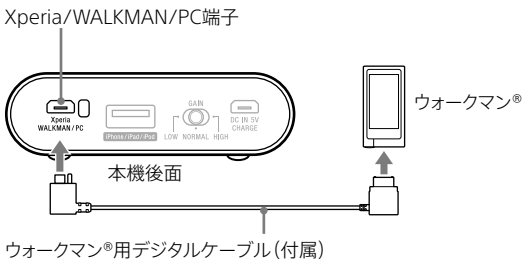 Xperia/WALKMAN/PC端子
Xperia
WALKMAN / PC
iPhone / iPad / iPod
GAIN
LOW NORMAL HIGH
DC IN 5V
CHARGE
ウォークマン®
本機後面
ウォークマン®用デジタルケーブル(付属)